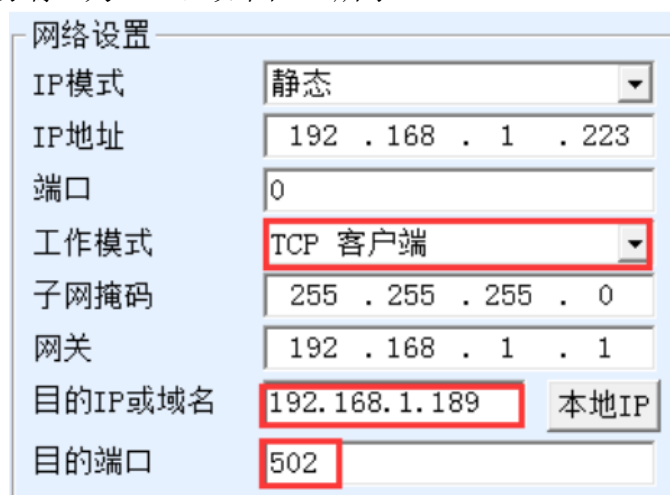 网络设置
IP模式 静态
IP地址 192 . 168 . 1 . 223
端口 0
工作模式 TCP 客户端
子网掩码 255 . 255 . 255 . 0
网关 192 . 168 . 1 . 1
目的IP或域名 192.168.1.189 本地IP
目的端口 502